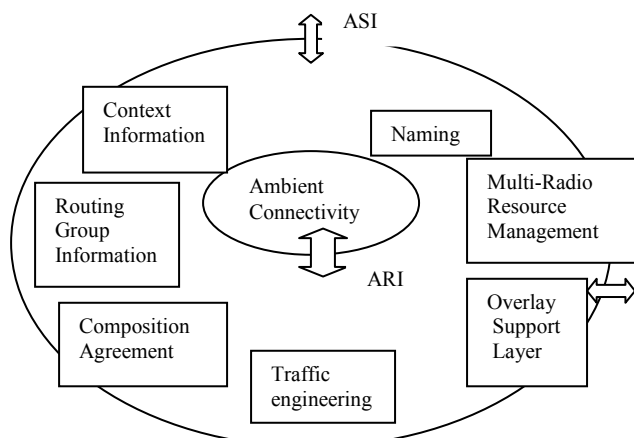 ASI
Context
Information
Naming
Ambient
Connectivity
Multi-Radio
Resource
Management
Routing
Group
Information
ARI
Overlay
Support
Layer
Composition
Agreement
Traffic
engineering